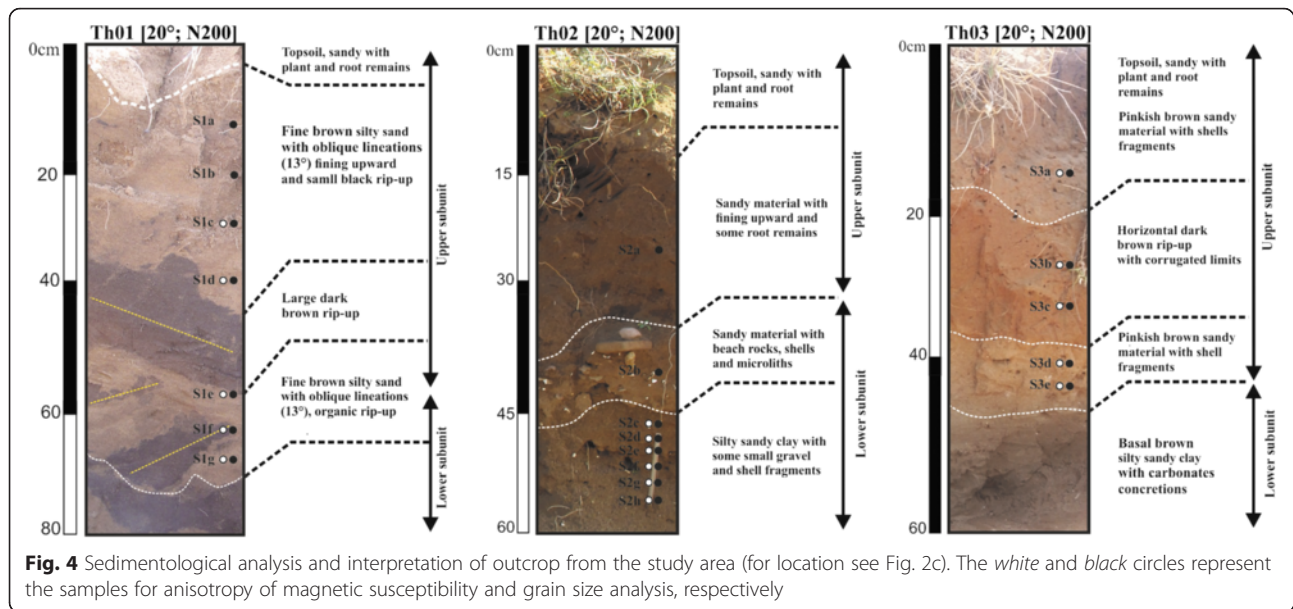 Th01 [20°; N200]
0cm
20
40
60
80
S1a
S1b
S1c
S1d
S1e
S1f
S1g
Topsoil, sandy with
plant and root remains
Fine brown silty sand
with oblique lineations
(13°) fining upward
and samll black rip-up
Large dark
brown rip-up
Fine brown silty sand
with oblique lineations
(13°), organic rip-up
Upper subunit
Lower subunit
Th02 [20°; N200]
0cm
15
30
45
60
S2a
S2b
S2c
S2d
S2e
S2f
S2g
S2h
Topsoil, sandy with
plant and root
remains
Sandy material with
fining upward and
some root remains
Sandy material with
beach rocks, shells
and microliths
Silty sandy clay with
some small gravel
and shell fragments
Upper subunit
Lower subunit
Th03 [20°; N200]
0cm
20
40
60
S3a
S3b
S3c
S3d
S3e
Topsoil, sandy with
plant and root
remains
Pinkish brown sandy
material with shells
fragments
Horizontal dark
brown rip-up
with corrugated limits
Pinkish brown sandy
material with shell
fragments
Basal brown
silty sandy clay
with carbonates
concretions
Upper subunit
Lower subunit
Fig. 4 Sedimentological analysis and interpretation of outcrop from the study area (for location see Fig. 2c). The white and black circles represent
the samples for anisotropy of magnetic susceptibility and grain size analysis, respectively